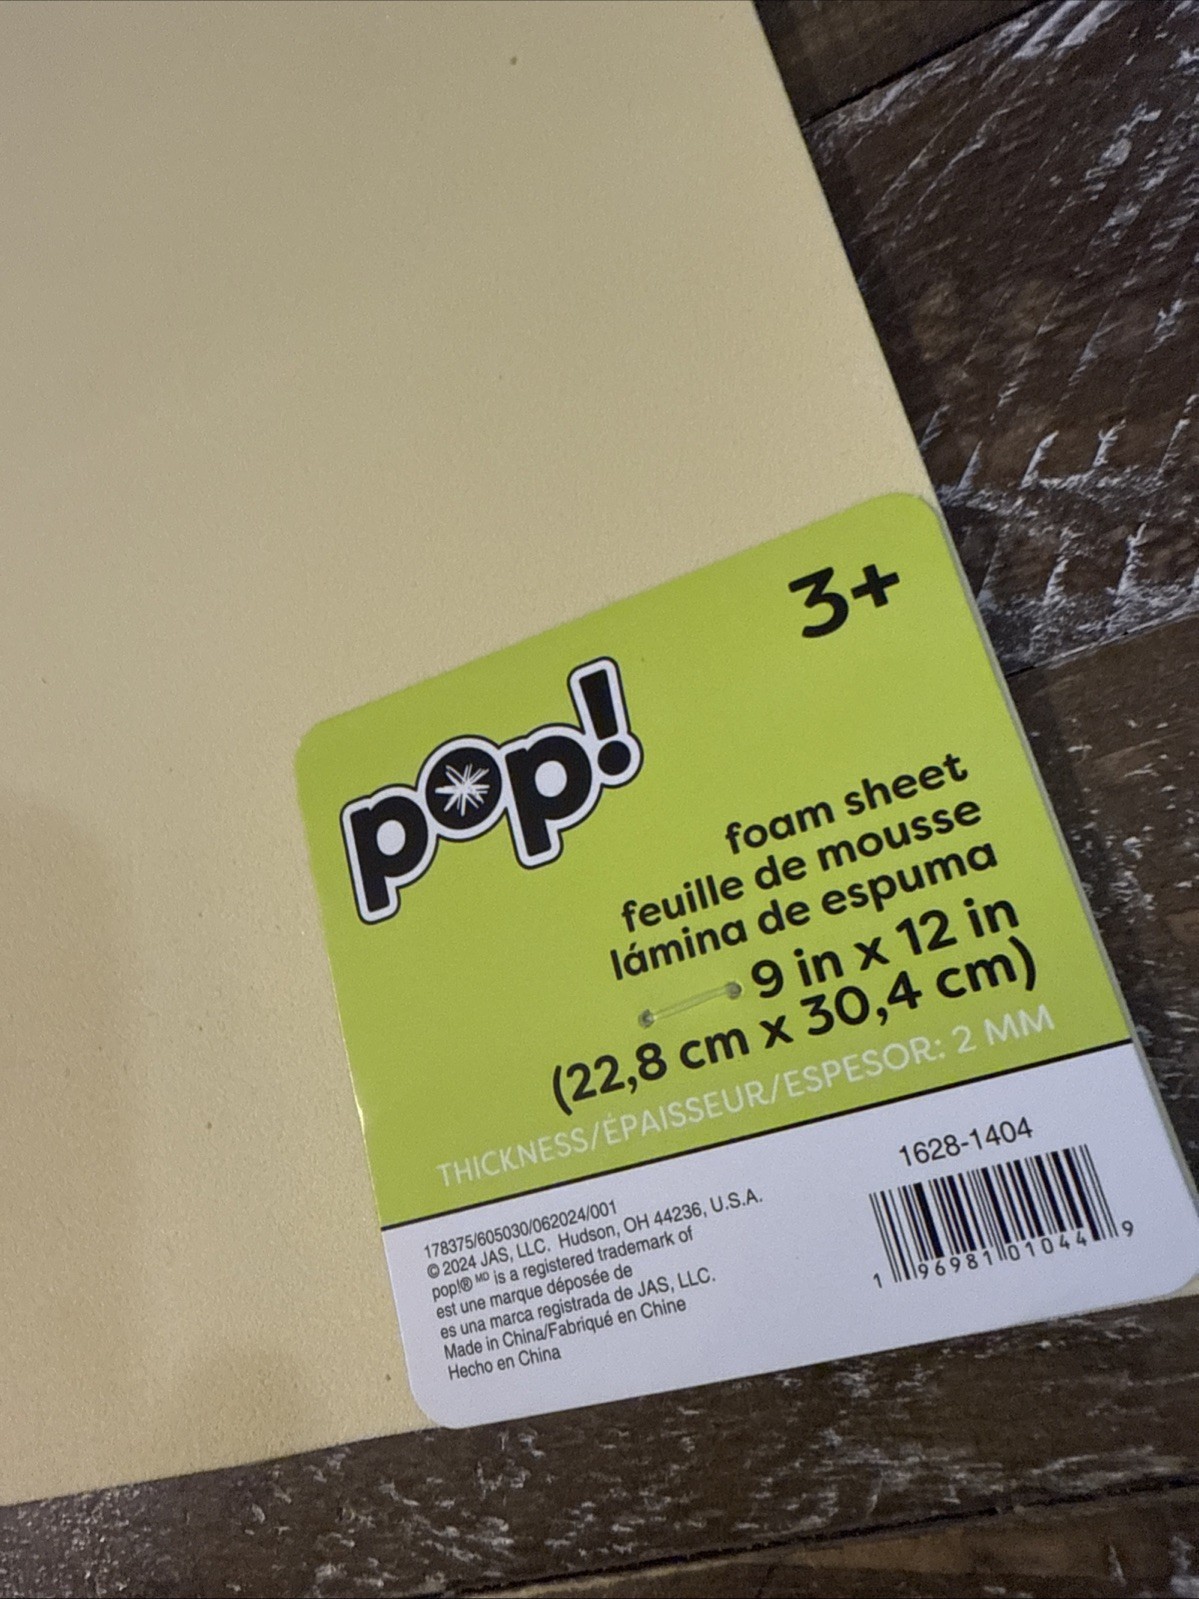 3+
pop!
foam sheet
feuille de mousse
lámina de espuma
9 in x 12 in
(22,8 cm x 30,4 cm)
THICKNESS/ÉPAISSEUR/ESPESOR: 2 MM
1628-1404
178375/605030/062024/001
© 2024 JAS, LLC. Hudson, OH 44236, U.S.A.
pop!® MD is a registered trademark of
est une marque déposée de
es una marca registrada de JAS, LLC.
Made in China/Fabriqué en Chine
Hecho en China
1 96981 01044 9